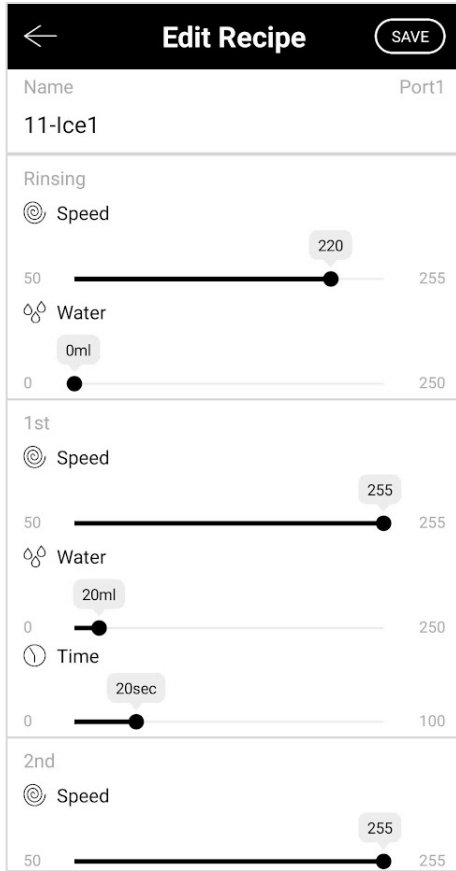 Edit Recipe SAVE
Name Port1
11-Ice1
Rinsing
Speed
220
50 255
Water
0ml
0 250
1st
Speed
255
50 255
Water
20ml
0 250
Time
20sec
0 100
2nd
Speed
255
50 255